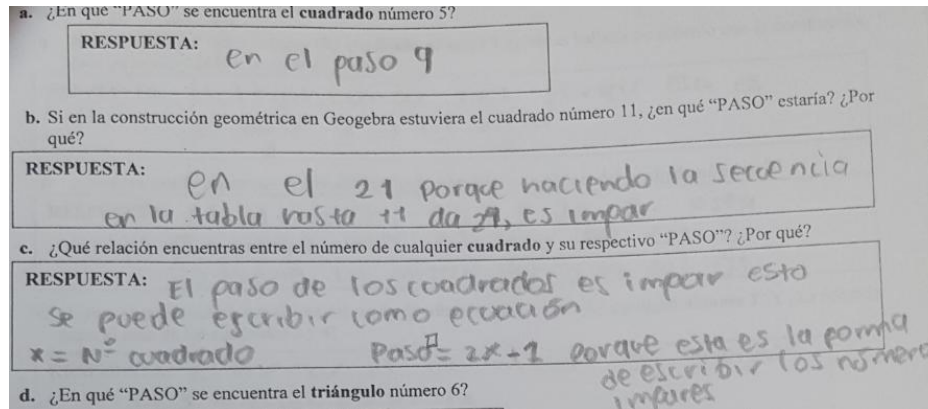 a. ¿En qué “PASO” se encuentra el cuadrado número 5?
RESPUESTA:
en el paso 9
b. Si en la construcción geométrica en Geogebra estuviera el cuadrado número 11, ¿en qué “PASO” estaría? ¿Por
qué?
RESPUESTA:
en el 21 porqce haciendo la seccencia
en la tabla hasta 11 da 21, es impar
c. ¿Qué relación encuentras entre el número de cualquier cuadrado y su respectivo “PASO”? ¿Por qué?
RESPUESTA:
El paso de los coadrados es impar esto
se puede escribir como ecuación
x = Nº cuadrado Paso□ = 2x-1 porque esta es la forma
de escribir los número
impares
d. ¿En qué “PASO” se encuentra el triángulo número 6?